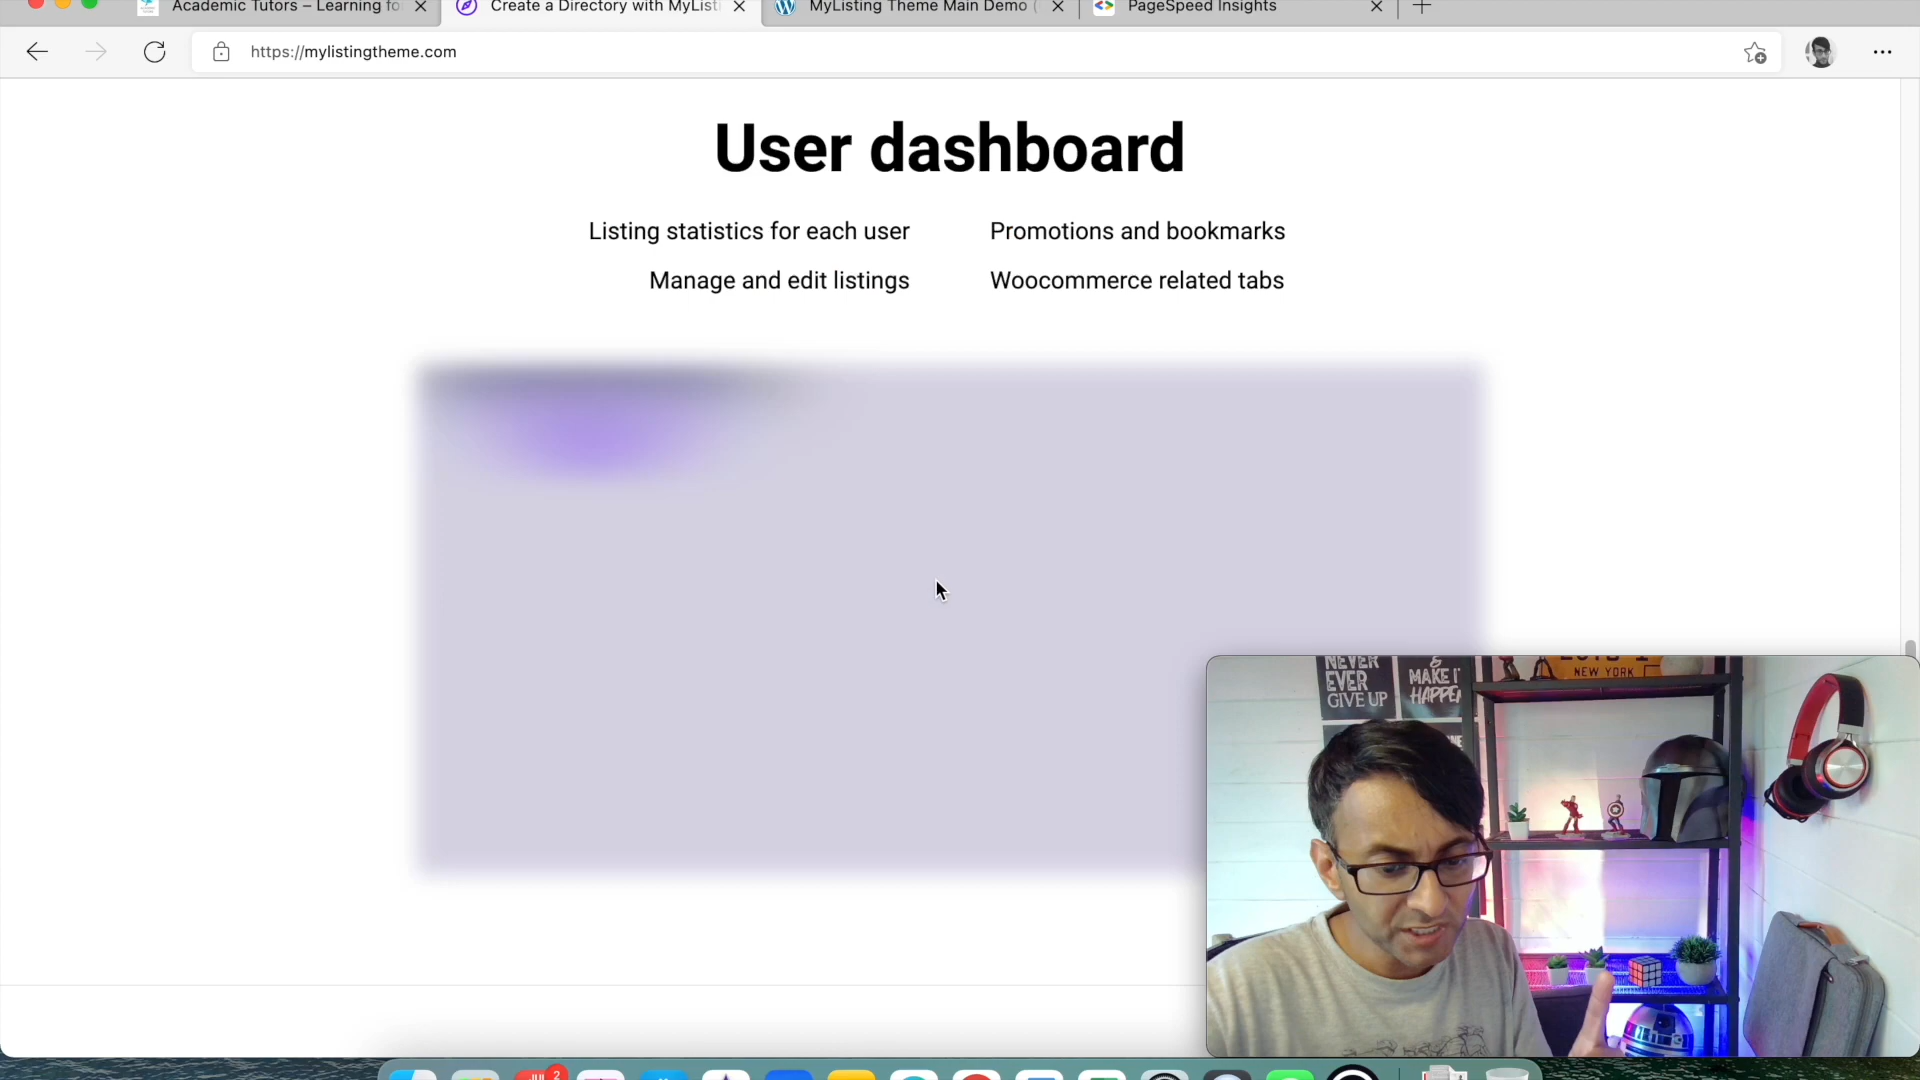 Academic Tutors – Learning fo
Create a Directory with MyListi
MyListing Theme Main Demo (
PageSpeed Insights
https://mylistingtheme.com
User dashboard
Listing statistics for each user
Promotions and bookmarks
Manage and edit listings
Woocommerce related tabs
NEVER
EVER
GIVE UP
&
MAKE IT
HAPPEN
NEW YORK
2